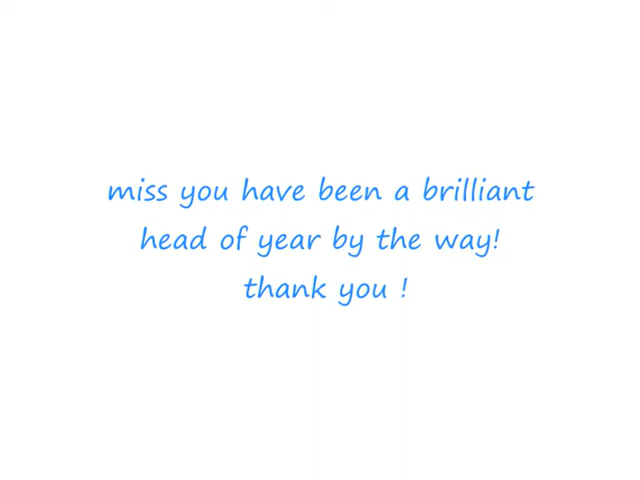 miss you have been a brilliant
head of year by the way!
thank you !